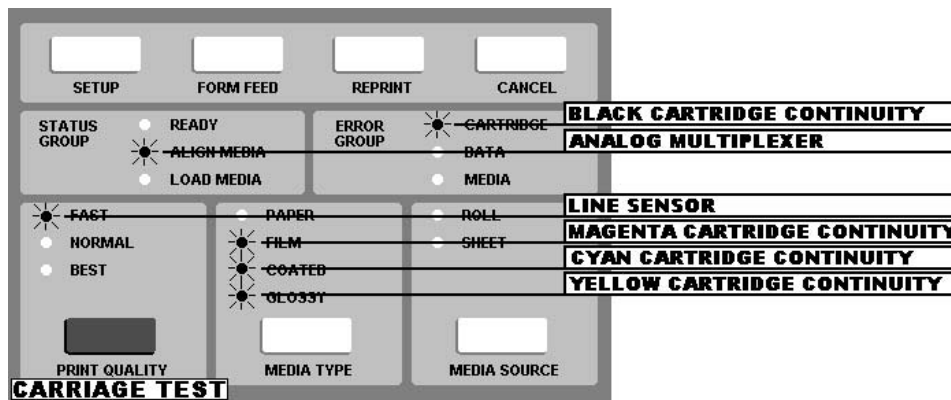 SETUP
FORM FEED
REPRINT
CANCEL
STATUS GROUP
READY
ALIGN MEDIA
LOAD MEDIA
ERROR GROUP
CARTRIDGE
DATA
MEDIA
BLACK CARTRIDGE CONTINUITY
ANALOG MULTIPLEXER
FAST
NORMAL
BEST
PAPER
FILM
COATED
GLOSSY
ROLL
SHEET
LINE SENSOR
MAGENTA CARTRIDGE CONTINUITY
CYAN CARTRIDGE CONTINUITY
YELLOW CARTRIDGE CONTINUITY
PRINT QUALITY
MEDIA TYPE
MEDIA SOURCE
CARRIAGE TEST